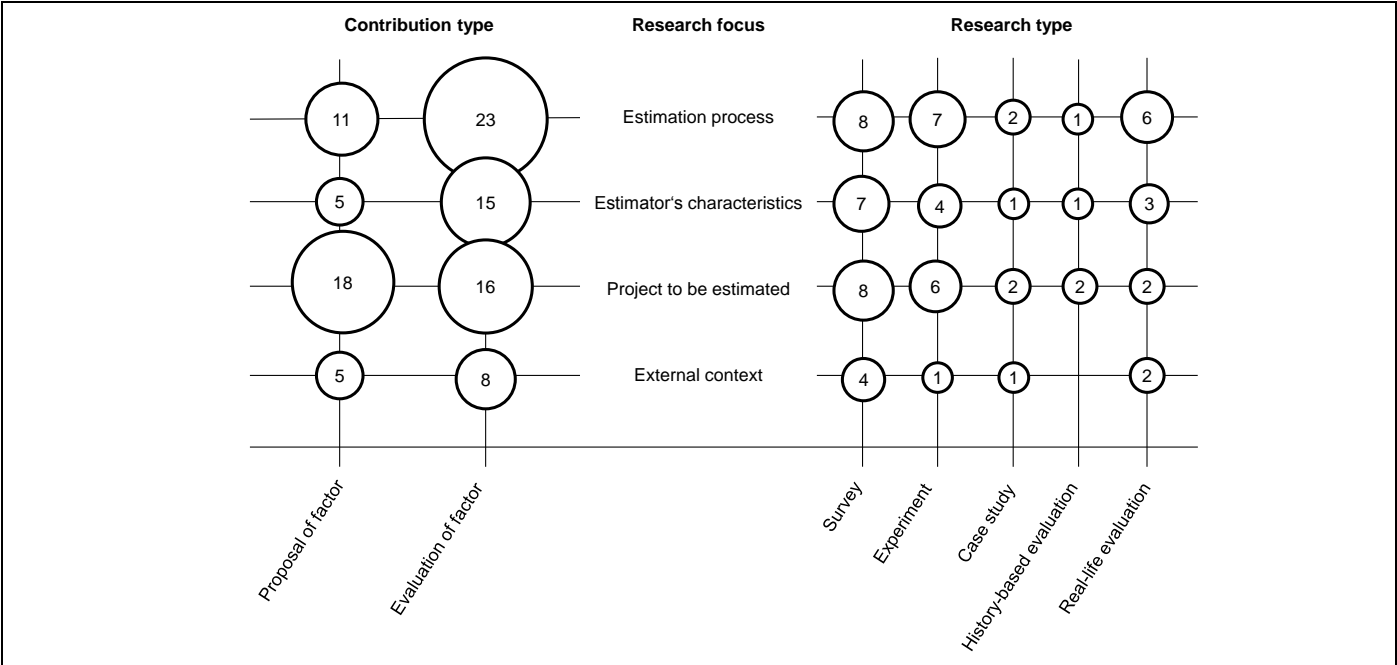 Contribution type Research focus Research type
11 23 Estimation process 8 7 2 1 6
5 15 Estimator‘s characteristics 7 4 1 1 3
18 16 Project to be estimated 8 6 2 2 2
5 8 External context 4 1 1 2
Proposal of factor
Evaluation of factor
Survey
Experiment
Case study
History-based evaluation
Real-life evaluation